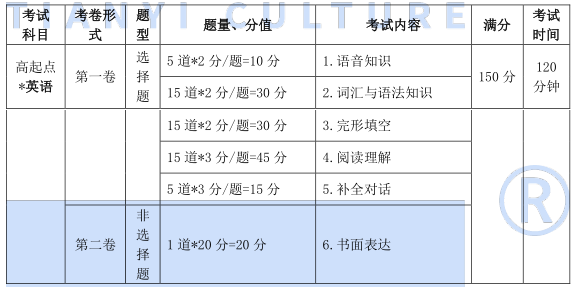 TIANYI CULTURE
考试科目 考卷形式 题型 题量、分值 考试内容 满分 考试时间
高起点*英语 第一卷 选择题 5 道*2 分/题=10 分 1.语音知识 150 分 120 分钟
15 道*2 分/题=30 分 2.词汇与语法知识
15 道*2 分/题=30 分 3.完形填空
15 道*3 分/题=45 分 4.阅读理解
5 道*3 分/题=15 分 5.补全对话
第二卷 非选择题 1 道*20 分=20 分 6.书面表达
®